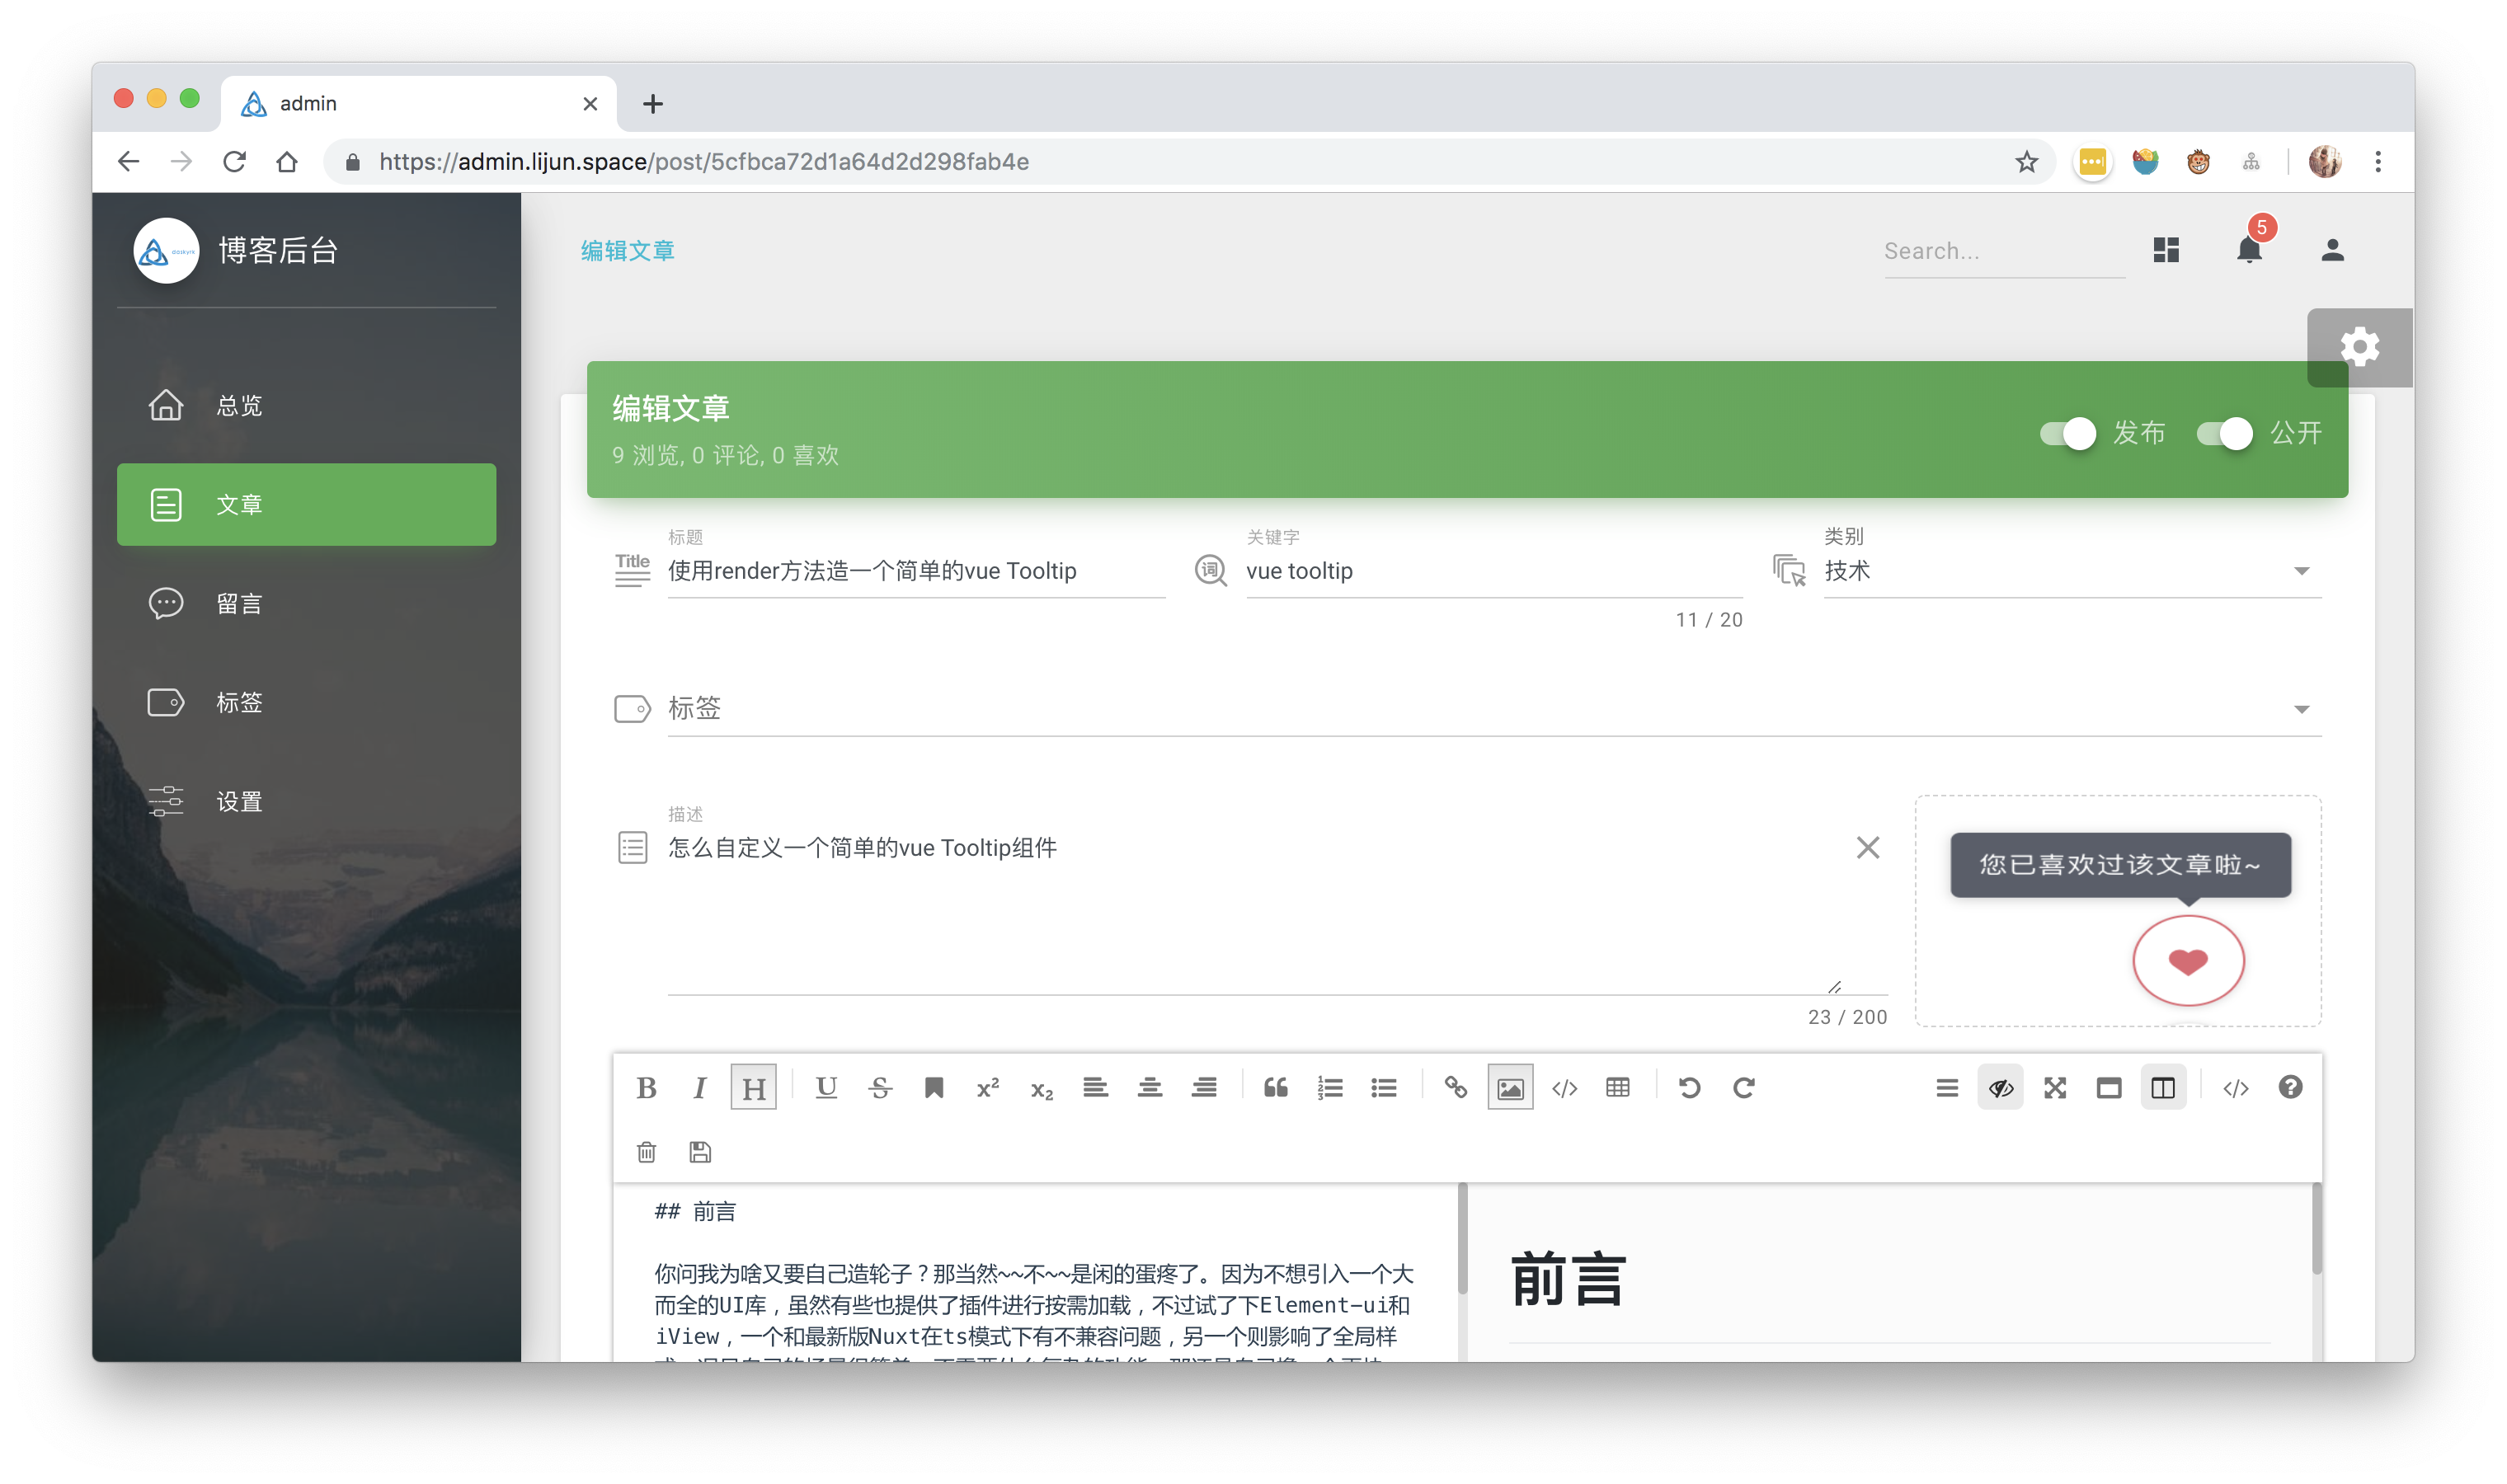 admin
https://admin.lijun.space/post/5cfbca72d1a64d2d298fab4e
博客后台
编辑文章
Search...
5
总览
文章
留言
标签
设置
编辑文章
9 浏览, 0 评论, 0 喜欢
发布
公开
标题
Title
使用render方法造一个简单的vue Tooltip
关键字
词
vue tooltip
11 / 20
类别
技术
标签
描述
怎么自定义一个简单的vue Tooltip组件
23 / 200
您已喜欢过该文章啦~
B I H U S x² x₂
## 前言
你问我为啥又要自己造轮子？那当然~~不~~是闲的蛋疼了。因为不想引入一个大
而全的UI库，虽然有些也提供了插件进行按需加载，不过试了下Element-ui和
iView，一个和最新版Nuxt在ts模式下有不兼容问题，另一个则影响了全局样
前言